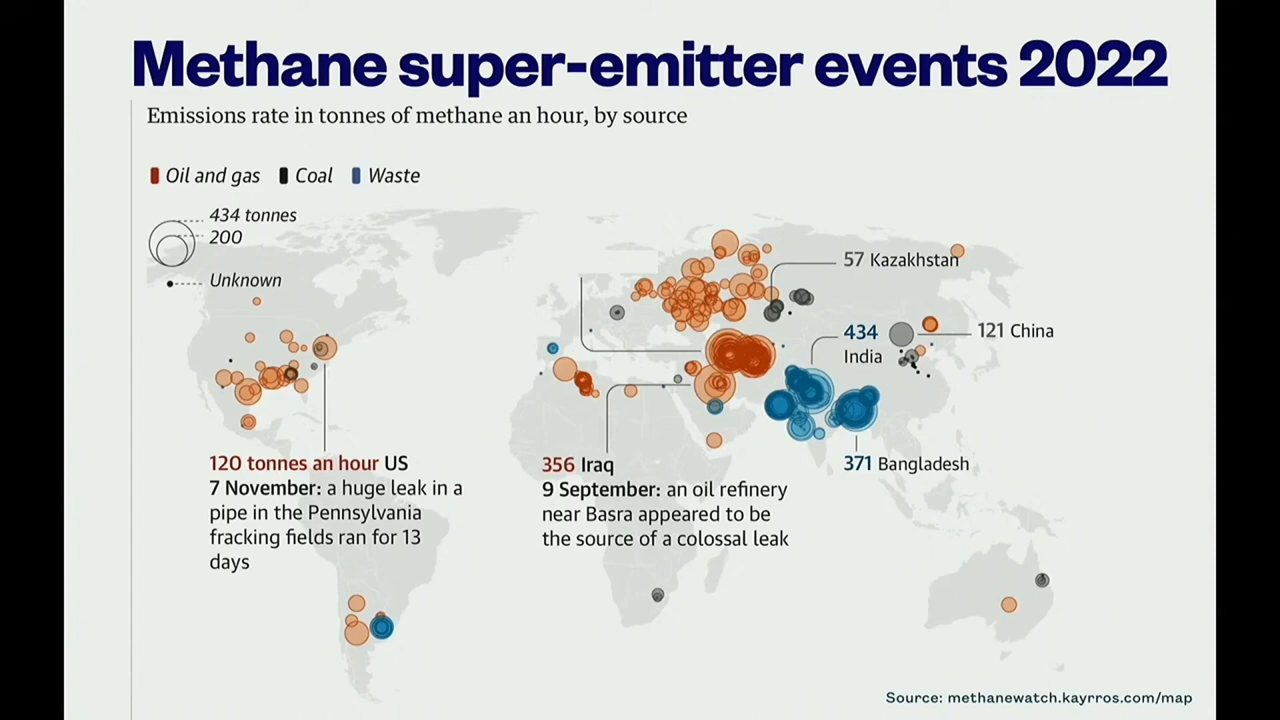 Methane super-emitter events 2022
Emissions rate in tonnes of methane an hour, by source
Oil and gas Coal Waste
434 tonnes
200
Unknown
57 Kazakhstan
434
India
121 China
371 Bangladesh
120 tonnes an hour US
7 November: a huge leak in a
pipe in the Pennsylvania
fracking fields ran for 13
days
356 Iraq
9 September: an oil refinery
near Basra appeared to be
the source of a colossal leak
Source: methanewatch.kayrros.com/map